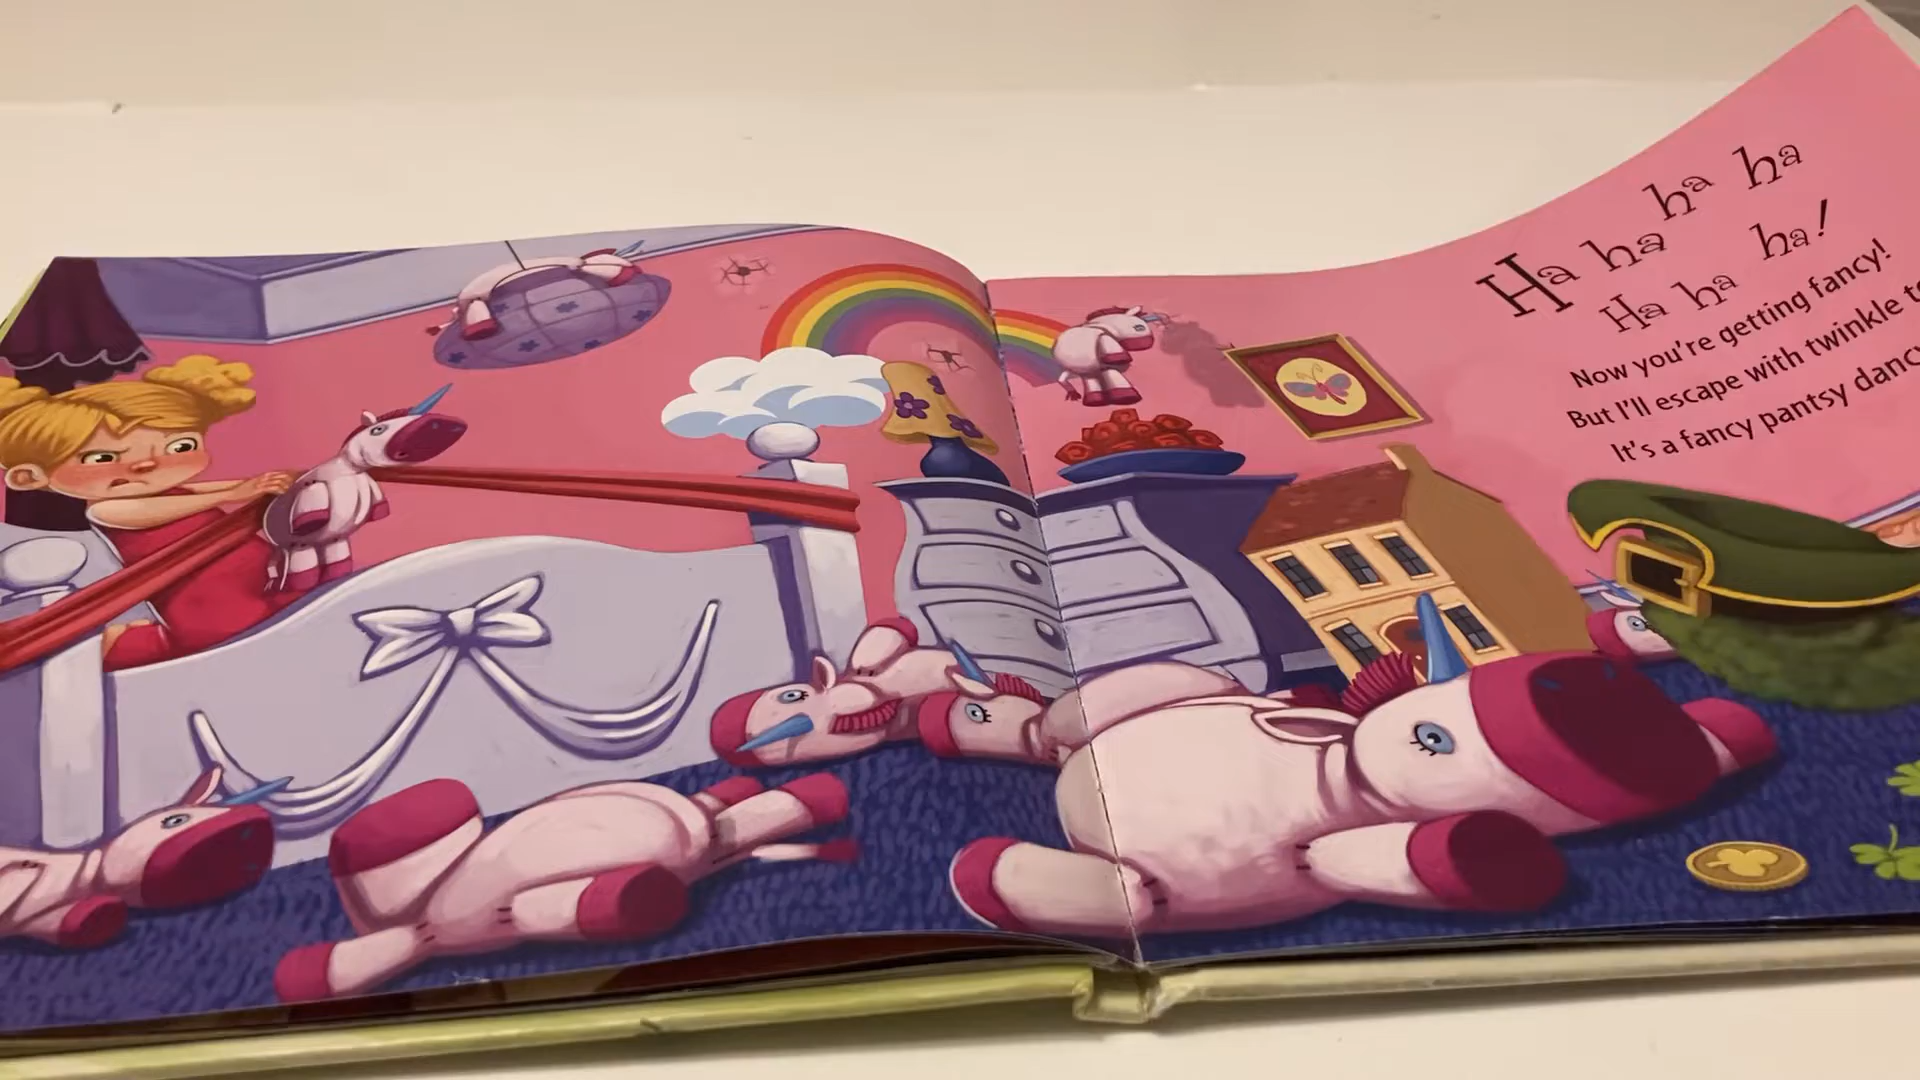 Ha ha ha ha
Ha ha ha!
Now you're getting fancy!
But I'll escape with twinkle
It's a fancy pantsy